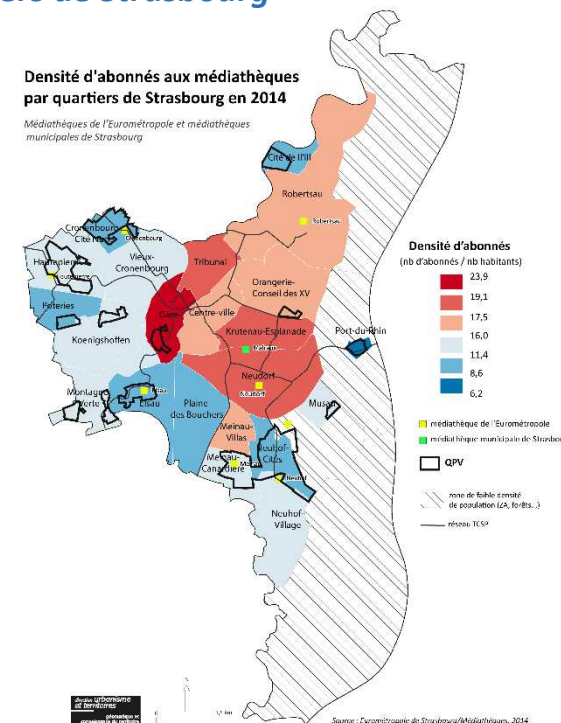 Densité d'abonnés aux médiathèques
par quartiers de Strasbourg en 2014
Médiathèques de l'Eurométropole et médiathèques
municipales de Strasbourg
Cité de l'Ill
Robertsau
Robertsau
Cronenbourg
Cité
Vieux-
Cronenbourg
Tribunal
Orangerie-
Conseil des XV
Poteries
Gare
Centre-ville
Krutenau-Esplanade
Port-du-Rhin
Koenigshoffen
Neudorf
Neudorf
Montagne
Verte
Elsau
Plaine
des Bouchers
Musau
Meinau-
Villas
Neuhof-
Cités
Meinau-
Canardière
Neuhof
Neuhof-
Village
Densité d'abonnés
(nb d'abonnés / nb habitants)
23,9
19,1
17,5
16,0
11,4
8,6
6,2
médiathèque de l'Eurométropole
médiathèque municipale de Strasbo
QPV
zone de faible densité
de population (ZA, forêts...)
réseau TCSP
urbanisme
et territoires
Source : Eurométropole de Strasbourg/Médiathèques, 2014